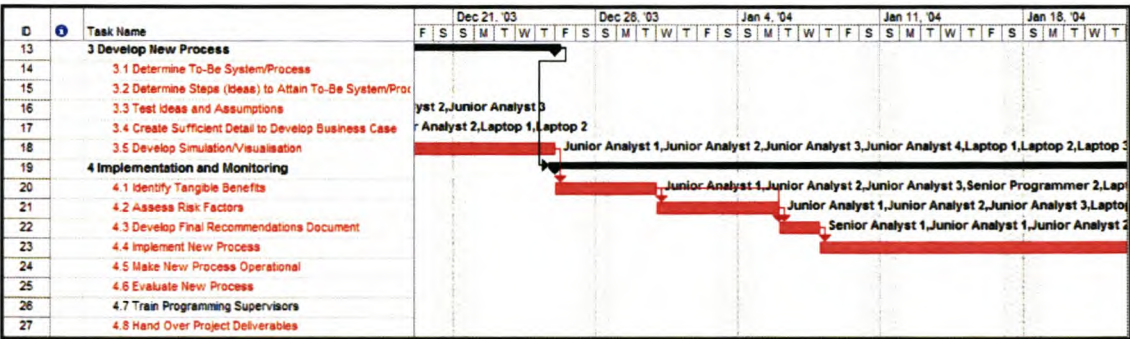 Dec 21, '03 Dec 28, '03 Jan 4, '04 Jan 11, '04 Jan 18, '04
ID Task Name F S S M T W T F S S M T W T F S S M T W T F S S M T W T F S S M T W T
13 3 Develop New Process
14 3.1 Determine To-Be System/Process
15 3.2 Determine Steps (Ideas) to Attain To-Be System/Proc
16 3.3 Test Ideas and Assumptions yst 2,Junior Analyst 3
17 3.4 Create Sufficient Detail to Develop Business Case r Analyst 2,Laptop 1,Laptop 2
18 3.5 Develop Simulation/Visualisation Junior Analyst 1,Junior Analyst 2,Junior Analyst 3,Junior Analyst 4,Laptop 1,Laptop 2,Laptop 3
19 4 Implementation and Monitoring
20 4.1 Identify Tangible Benefits Junior Analyst 1,Junior Analyst 2,Junior Analyst 3,Senior Programmer 2,Lap
21 4.2 Assess Risk Factors Junior Analyst 1,Junior Analyst 2,Junior Analyst 3,Lapto
22 4.3 Develop Final Recommendations Document Senior Analyst 1,Junior Analyst 1,Junior Analyst 2
23 4.4 Implement New Process
24 4.5 Make New Process Operational
25 4.6 Evaluate New Process
26 4.7 Train Programming Supervisors
27 4.8 Hand Over Project Deliverables